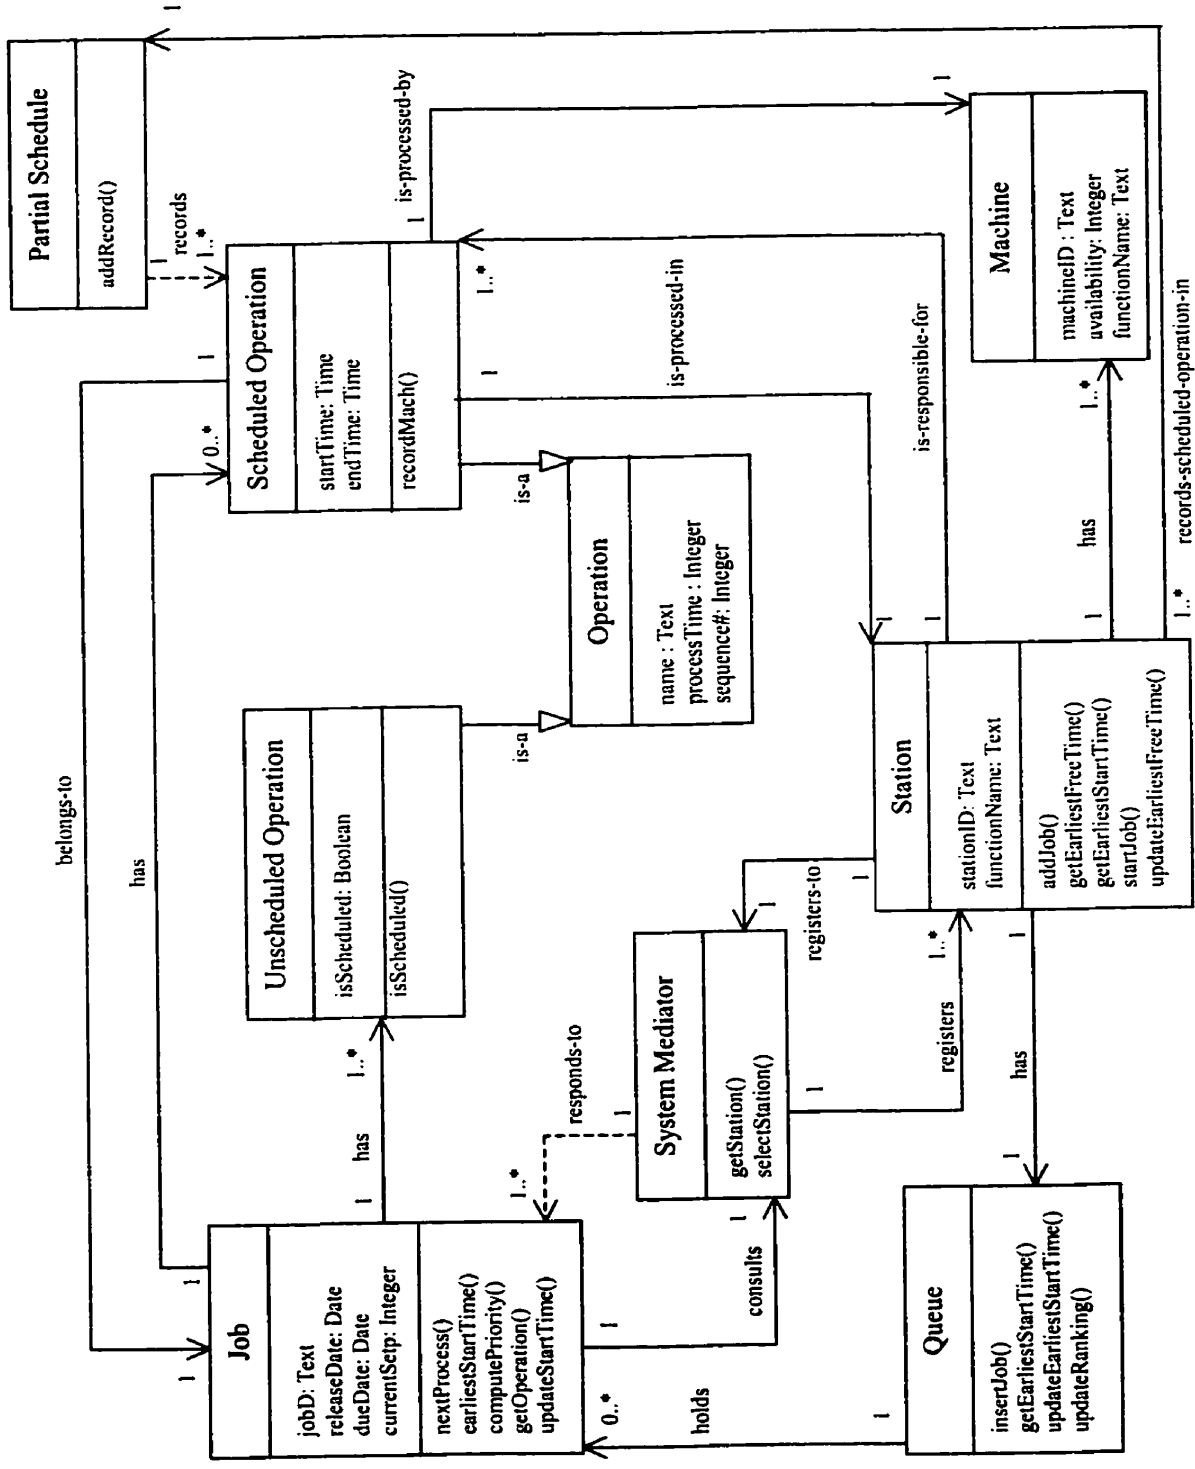 belongs-to
1
1
has
1
0..*
Job
jobD: Text
releaseDate: Date
dueDate: Date
currentSetp: Integer
nextProcess()
earliestStartTime()
computePriority()
getOperation()
updateStartTime()
1
has
1..*
Unscheduled Operation
isScheduled: Boolean
isScheduled()
is-a
Scheduled Operation
startTime: Time
endTime: Time
recordMach()
is-a
Partial Schedule
addRecord()
1
records
1..*
1
Operation
name : Text
processTime : Integer
sequence#: Integer
1
is-processed-by
1
1..*
1
is-processed-in
1
is-responsible-for
1
1..*
responds-to
1
System Mediator
getStation()
selectStation()
1
consults
1
1
registers-to
1
1
registers
1..*
Station
stationID: Text
functionName: Text
addJob()
getEarliestFreeTime()
getEarliestStartTime()
startJob()
updateEarliestFreeTime()
1
has
1..*
Machine
machineID : Text
availability: Integer
functionName: Text
0..*
holds
1
Queue
insertJob()
getEarliestStartTime()
updateEarliestStartTime()
updateRanking()
1
has
1
1..*
records-scheduled-operation-in